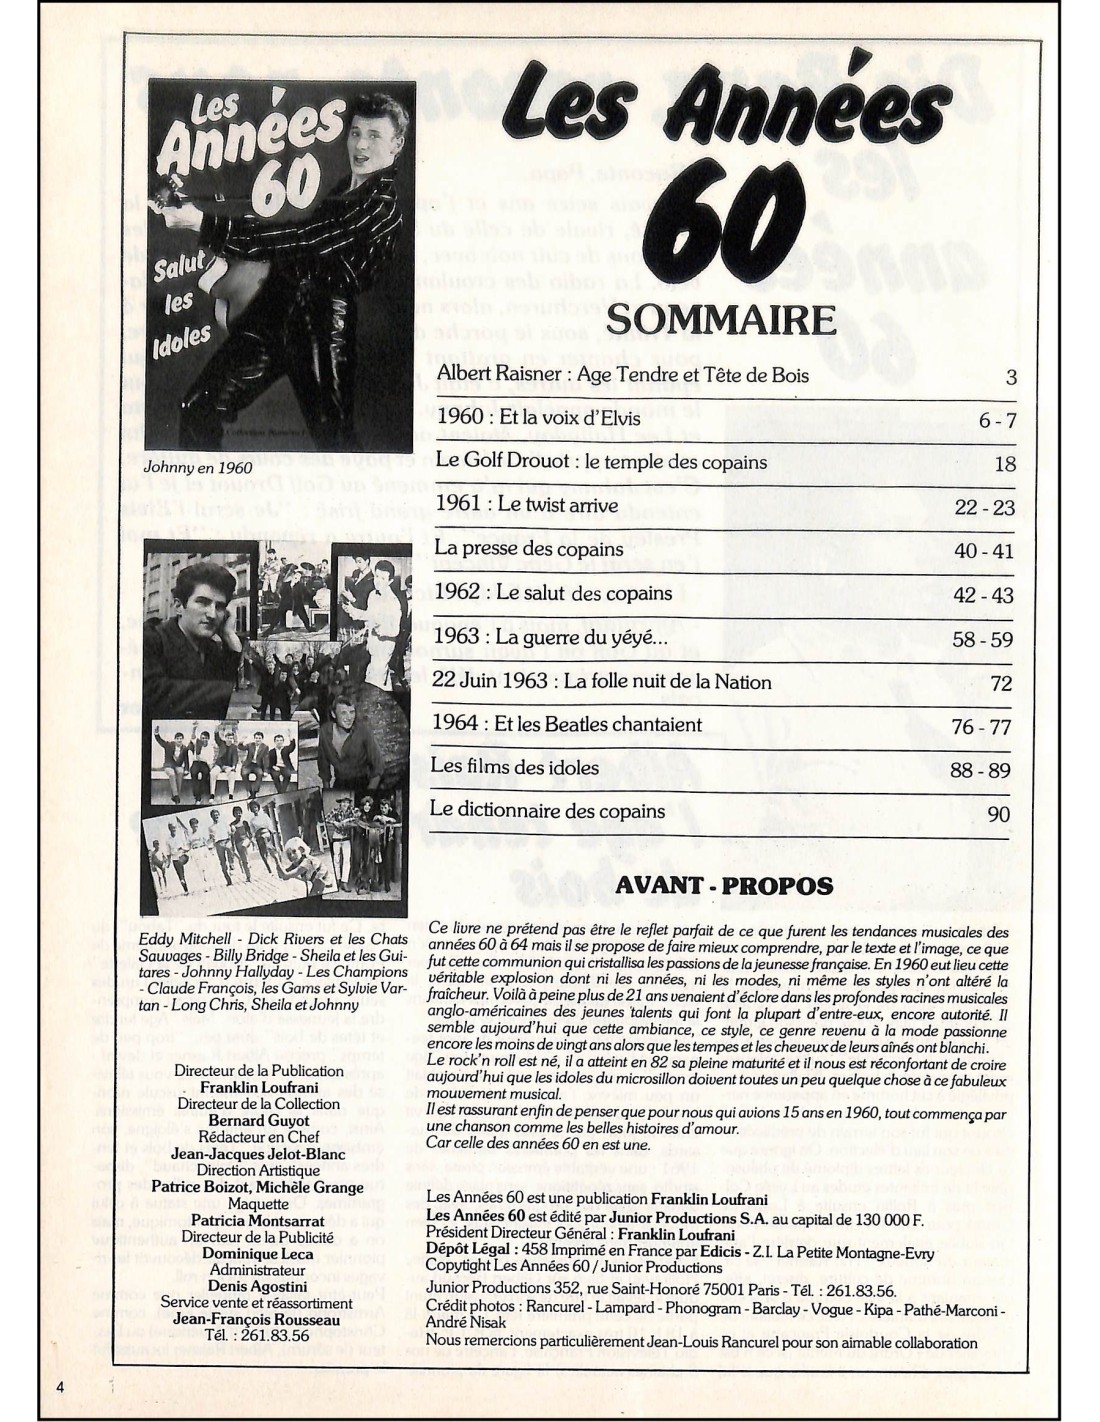 Les
Années
60
Salut
les
Idoles
Johnny en 1960
Les Années
60
SOMMAIRE
Albert Raisner : Age Tendre et Tête de Bois 3
1960 : Et la voix d'Elvis 6 - 7
Le Golf Drouot : le temple des copains 18
1961 : Le twist arrive 22 - 23
La presse des copains 40 - 41
1962 : Le salut des copains 42 - 43
1963 : La guerre du yéyé... 58 - 59
22 Juin 1963 : La folle nuit de la Nation 72
1964 : Et les Beatles chantaient 76 - 77
Les films des idoles 88 - 89
Le dictionnaire des copains 90
Eddy Mitchell - Dick Rivers et les Chats
Sauvages - Billy Bridge - Sheila et les Gui-
tares - Johnny Hallyday - Les Champions
- Claude François, les Gams et Sylvie Var-
tan - Long Chris, Sheila et Johnny
Directeur de la Publication
Franklin Loufrani
Directeur de la Collection
Bernard Guyot
Rédacteur en Chef
Jean-Jacques Jelot-Blanc
Direction Artistique
Patrice Boizot, Michèle Grange
Maquette
Patricia Montsarrat
Directeur de la Publicité
Dominique Leca
Administrateur
Denis Agostini
Service vente et réassortiment
Jean-François Rousseau
Tél. : 261.83.56
AVANT - PROPOS
Ce livre ne prétend pas être le reflet parfait de ce que furent les tendances musicales des
années 60 à 64 mais il se propose de faire mieux comprendre, par le texte et l'image, ce que
fut cette communion qui cristallisa les passions de la jeunesse française. En 1960 eut lieu cette
véritable explosion dont ni les années, ni les modes, ni même les styles n'ont altéré la
fraîcheur. Voilà à peine plus de 21 ans venaient d'éclore dans les profondes racines musicales
anglo-américaines des jeunes talents qui font la plupart d'entre-eux, encore autorité. Il
semble aujourd'hui que cette ambiance, ce style, ce genre revenu à la mode passionne
encore les moins de vingt ans alors que les tempes et les cheveux de leurs aînés ont blanchi.
Le rock'n roll est né, il a atteint en 82 sa pleine maturité et il nous est réconfortant de croire
aujourd'hui que les idoles du microsillon doivent toutes un peu quelque chose à ce fabuleux
mouvement musical.
Il est rassurant enfin de penser que pour nous qui avions 15 ans en 1960, tout commença par
une chanson comme les belles histoires d'amour.
Car celle des années 60 en est une.
Les Années 60 est une publication Franklin Loufrani
Les Années 60 est édité par Junior Productions S.A. au capital de 130 000 F.
Président Directeur Général : Franklin Loufrani
Dépôt Légal : 458 Imprimé en France par Edicis - Z.I. La Petite Montagne-Evry
Copytight Les Années 60 / Junior Productions
Junior Productions 352, rue Saint-Honoré 75001 Paris - Tél. : 261.83.56.
Crédit photos : Rancurel - Lampard - Phonogram - Barclay - Vogue - Kipa - Pathé-Marconi -
André Nisak
Nous remercions particulièrement Jean-Louis Rancurel pour son aimable collaboration
4